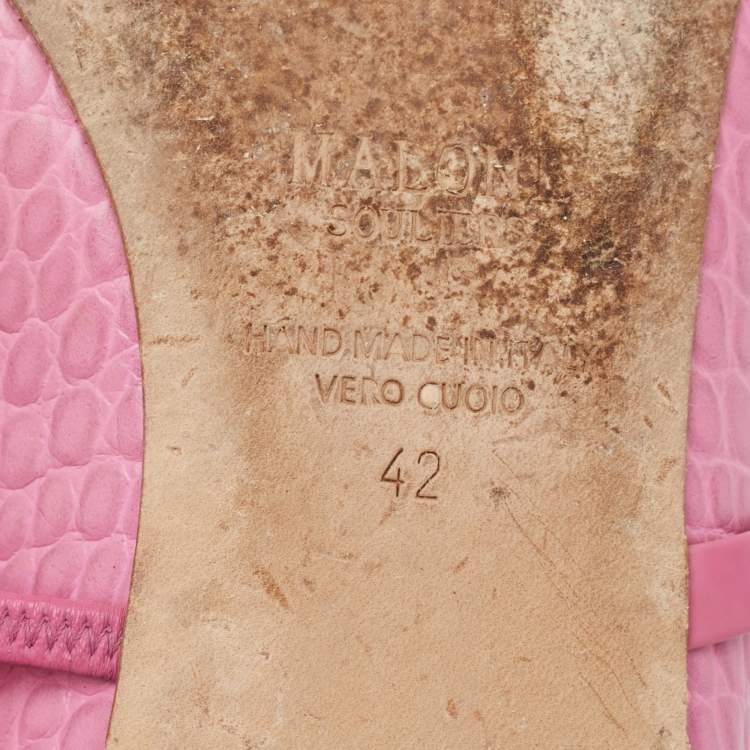 MALONE
SOULIERS
HAND MADE IN ITALY
VERO CUOIO
42